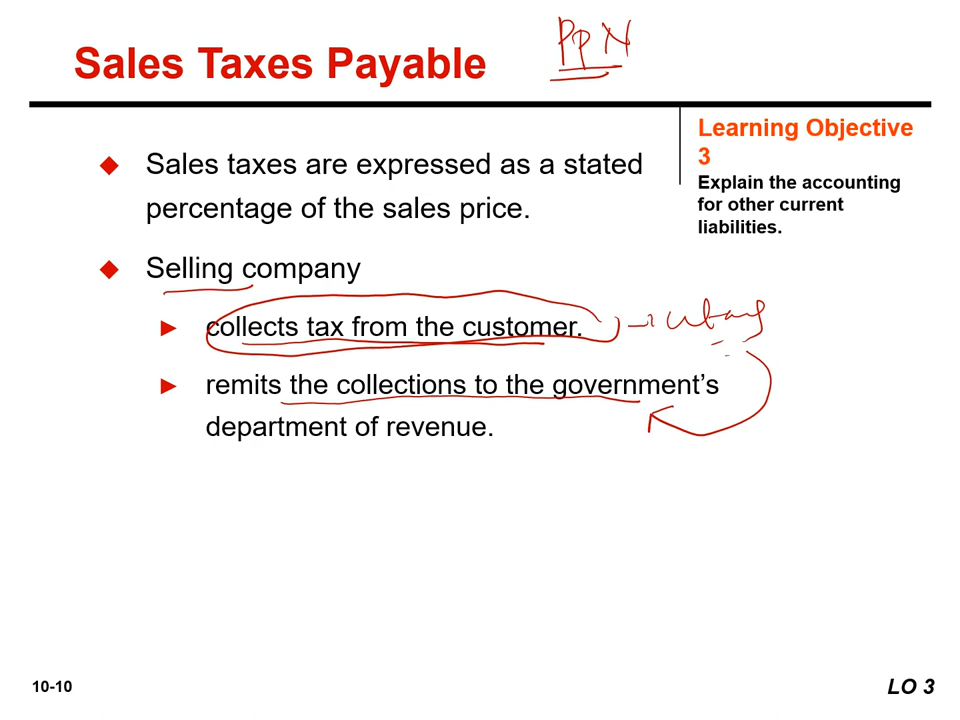 Sales Taxes Payable
PPN
Learning Objective
3
Explain the accounting
for other current
liabilities.
◆ Sales taxes are expressed as a stated
percentage of the sales price.
◆ Selling company
► collects tax from the customer.
► remits the collections to the government’s
department of revenue.
10-10
LO 3